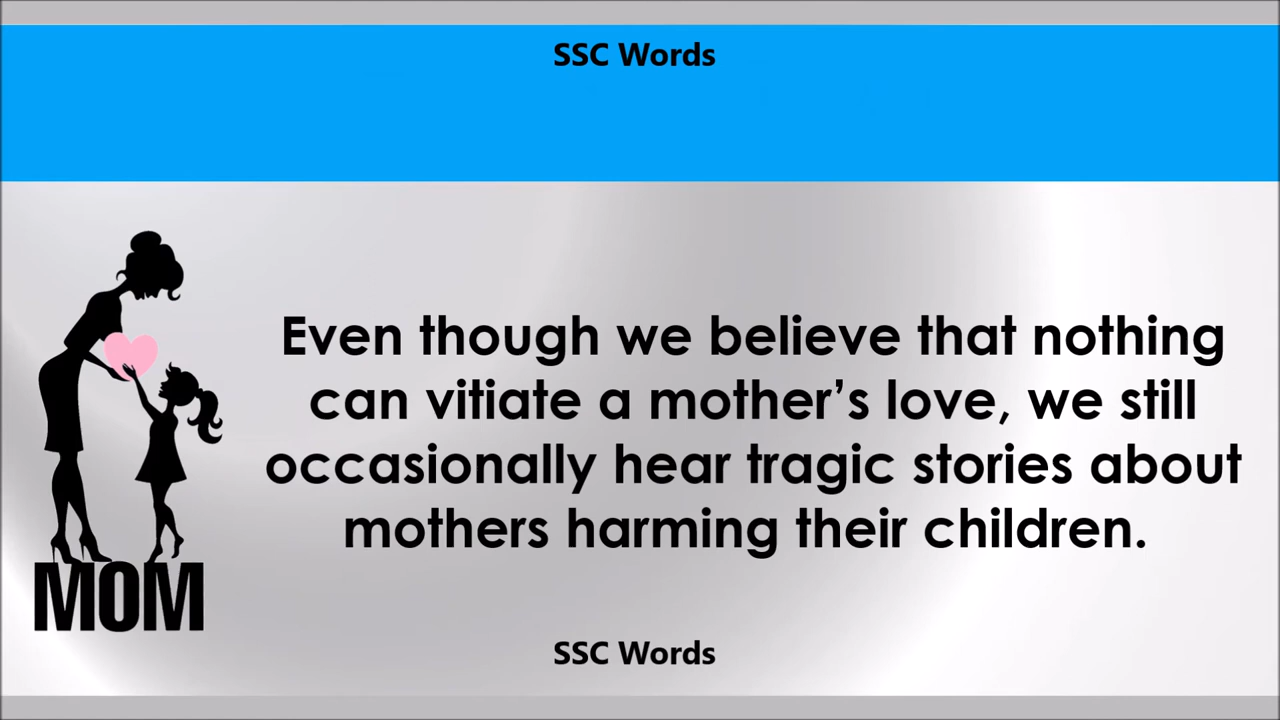 SSC Words
Even though we believe that nothing
can vitiate a mother’s love, we still
occasionally hear tragic stories about
mothers harming their children.
MOM
SSC Words